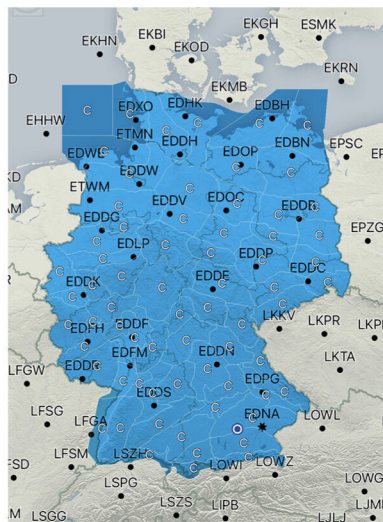 EKGH
ESMK
EKHN
EKBI
EKOD
EKRN
EKMB
EDXO
EDHK
EDBH
EHHW
ETMN
EDDH
EDBN
EPSC
EDOP
ETWM
EDDV
EDOC
EDDG
EPZG
EDLP
EDDP
EDDC
EDDK
EDDE
LKKV
LKPR
EDFH
EDDF
EDFM
EDDN
LKTA
LFGW
EDDR
EDPG
EDDS
LFSG
LFGA
EDNA
LOWL
LFSM
LSZH
LOWI
LOWZ
LSPG
LOWG
LSZS
LIPB
LJLJ
LSGG